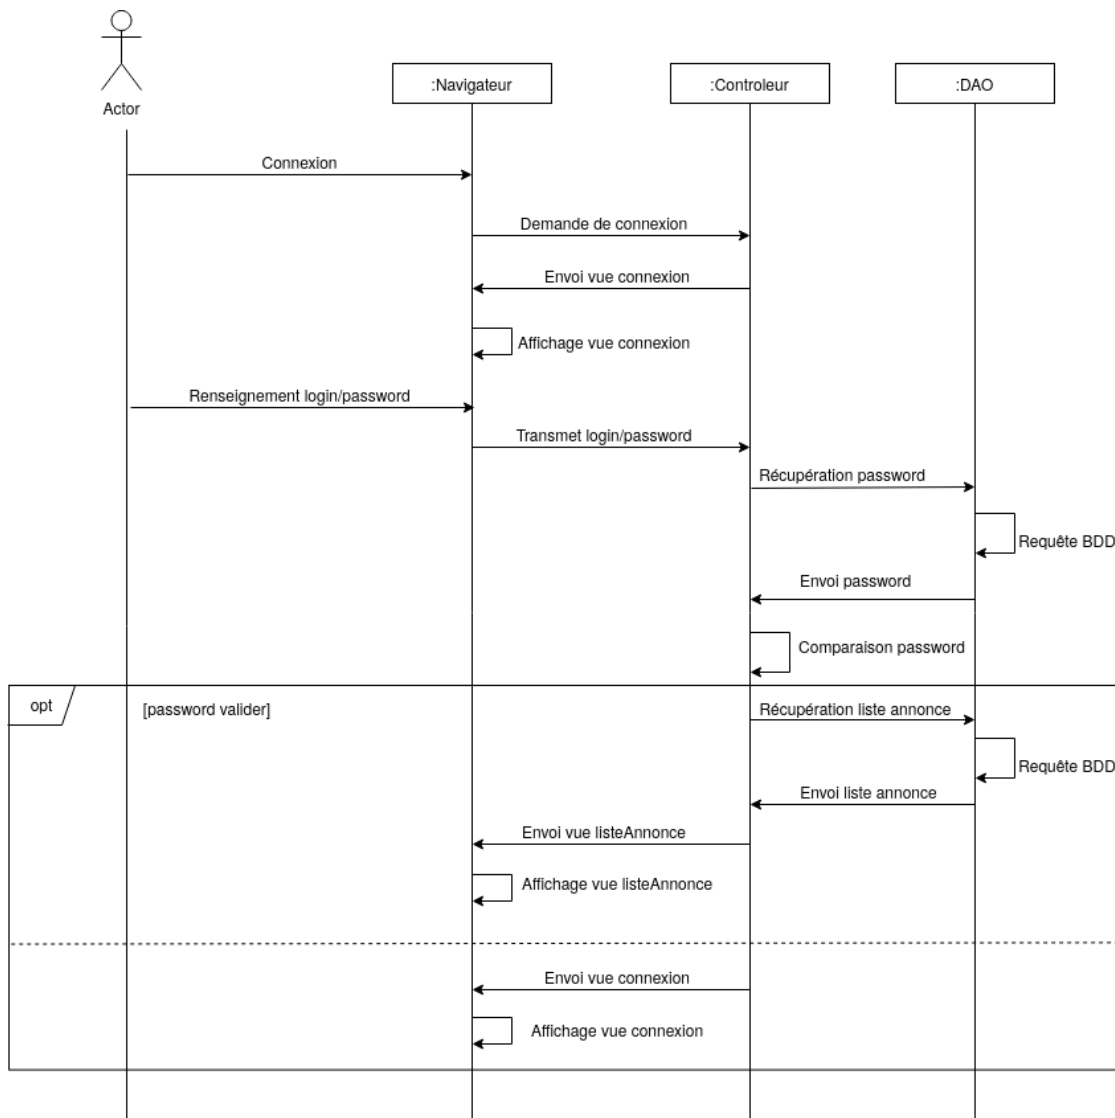 Actor
:Navigateur
:Controleur
:DAO
Connexion
Demande de connexion
Envoi vue connexion
Affichage vue connexion
Renseignement login/password
Transmet login/password
Récupération password
Requête BDD
Envoi password
Comparaison password
opt
[password valider]
Récupération liste annonce
Requête BDD
Envoi liste annonce
Envoi vue listeAnnonce
Affichage vue listeAnnonce
Envoi vue connexion
Affichage vue connexion